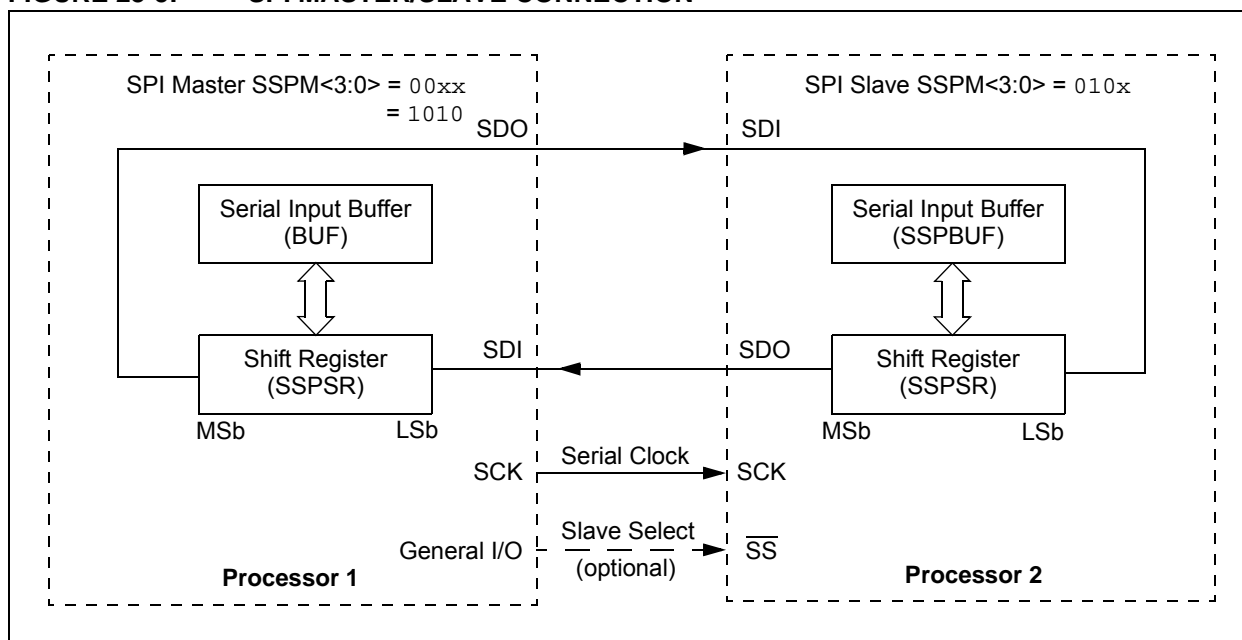 SPI Master SSPM<3:0> = 00xx
= 1010
SPI Slave SSPM<3:0> = 010x
SDO
SDI
Serial Input Buffer
(BUF)
Serial Input Buffer
(SSPBUF)
Shift Register
(SSPSR)
MSb
LSb
SDI
SDO
Shift Register
(SSPSR)
MSb
LSb
SCK
Serial Clock
SCK
General I/O
Slave Select
(optional)
SS
Processor 1
Processor 2